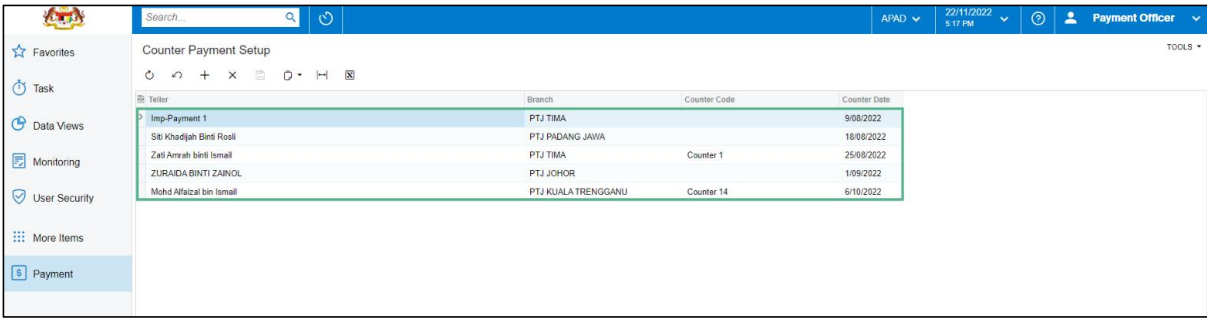 Search...
APAD
22/11/2022
5:17 PM
Payment Officer
Favorites
Task
Data Views
Monitoring
User Security
More Items
Payment
Counter Payment Setup
TOOLS
Teller Branch Counter Code Counter Date
Imp-Payment 1 PTJ TIMA 9/08/2022
Siti Khadijah Binti Rosli PTJ PADANG JAWA 18/08/2022
Zati Amrah binti Ismail PTJ TIMA Counter 1 25/08/2022
ZURAIDA BINTI ZAINOL PTJ JOHOR 1/09/2022
Mohd Alfaizal bin Ismail PTJ KUALA TRENGGANU Counter 14 6/10/2022